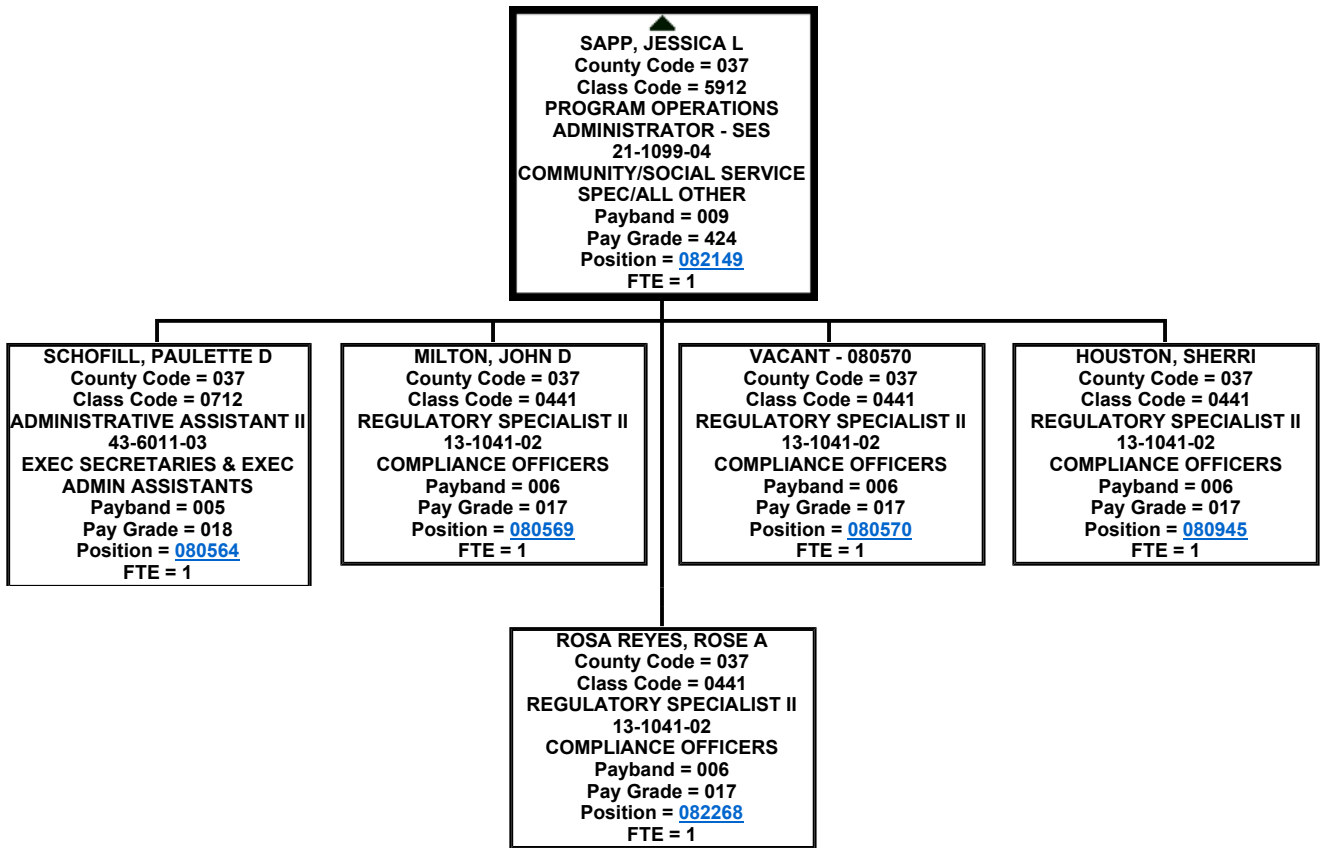 SAPP, JESSICA L
County Code = 037
Class Code = 5912
PROGRAM OPERATIONS
ADMINISTRATOR - SES
21-1099-04
COMMUNITY/SOCIAL SERVICE
SPEC/ALL OTHER
Payband = 009
Pay Grade = 424
Position = 082149
FTE = 1
SCHOFILL, PAULETTE D
County Code = 037
Class Code = 0712
ADMINISTRATIVE ASSISTANT II
43-6011-03
EXEC SECRETARIES & EXEC
ADMIN ASSISTANTS
Payband = 005
Pay Grade = 018
Position = 080564
FTE = 1
MILTON, JOHN D
County Code = 037
Class Code = 0441
REGULATORY SPECIALIST II
13-1041-02
COMPLIANCE OFFICERS
Payband = 006
Pay Grade = 017
Position = 080569
FTE = 1
VACANT - 080570
County Code = 037
Class Code = 0441
REGULATORY SPECIALIST II
13-1041-02
COMPLIANCE OFFICERS
Payband = 006
Pay Grade = 017
Position = 080570
FTE = 1
HOUSTON, SHERRI
County Code = 037
Class Code = 0441
REGULATORY SPECIALIST II
13-1041-02
COMPLIANCE OFFICERS
Payband = 006
Pay Grade = 017
Position = 080945
FTE = 1
ROSA REYES, ROSE A
County Code = 037
Class Code = 0441
REGULATORY SPECIALIST II
13-1041-02
COMPLIANCE OFFICERS
Payband = 006
Pay Grade = 017
Position = 082268
FTE = 1